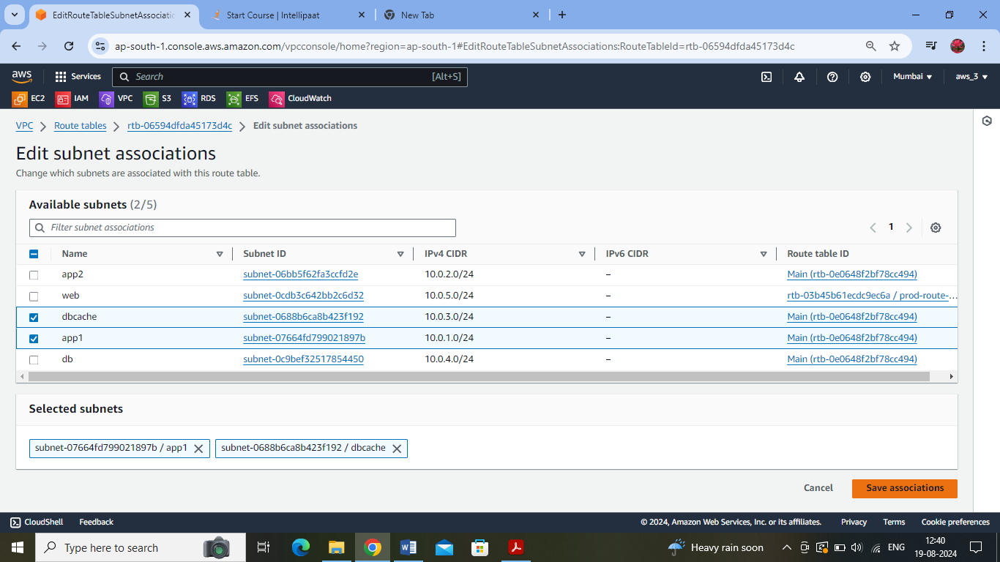 EditRouteTableSubnetAssociatio
Start Course | Intellipaat
New Tab
ap-south-1.console.aws.amazon.com/vpcconsole/home?region=ap-south-1#EditRouteTableSubnetAssociations:RouteTableId=rtb-06594dfda45173d4c
aws Services Search [Alt+S] Mumbai aws_3
EC2 IAM VPC S3 RDS EFS CloudWatch
VPC Route tables rtb-06594dfda45173d4c Edit subnet associations
Edit subnet associations
Change which subnets are associated with this route table.
Available subnets (2/5)
Filter subnet associations 1
Name Subnet ID IPv4 CIDR IPv6 CIDR Route table ID
app2 subnet-06bb5f62fa3ccfd2e 10.0.2.0/24 – Main (rtb-0e0648f2bf78cc494)
web subnet-0cdb3c642bb2c6d32 10.0.5.0/24 – rtb-03b45b61ecdc9ec6a / prod-route-...
dbcache subnet-0688b6ca8b423f192 10.0.3.0/24 – Main (rtb-0e0648f2bf78cc494)
app1 subnet-07664fd799021897b 10.0.1.0/24 – Main (rtb-0e0648f2bf78cc494)
db subnet-0c9bef32517854450 10.0.4.0/24 – Main (rtb-0e0648f2bf78cc494)
Selected subnets
subnet-07664fd799021897b / app1 subnet-0688b6ca8b423f192 / dbcache
Cancel Save associations
CloudShell Feedback © 2024, Amazon Web Services, Inc. or its affiliates. Privacy Terms Cookie preferences
Type here to search Heavy rain soon ENG 12:40
19-08-2024